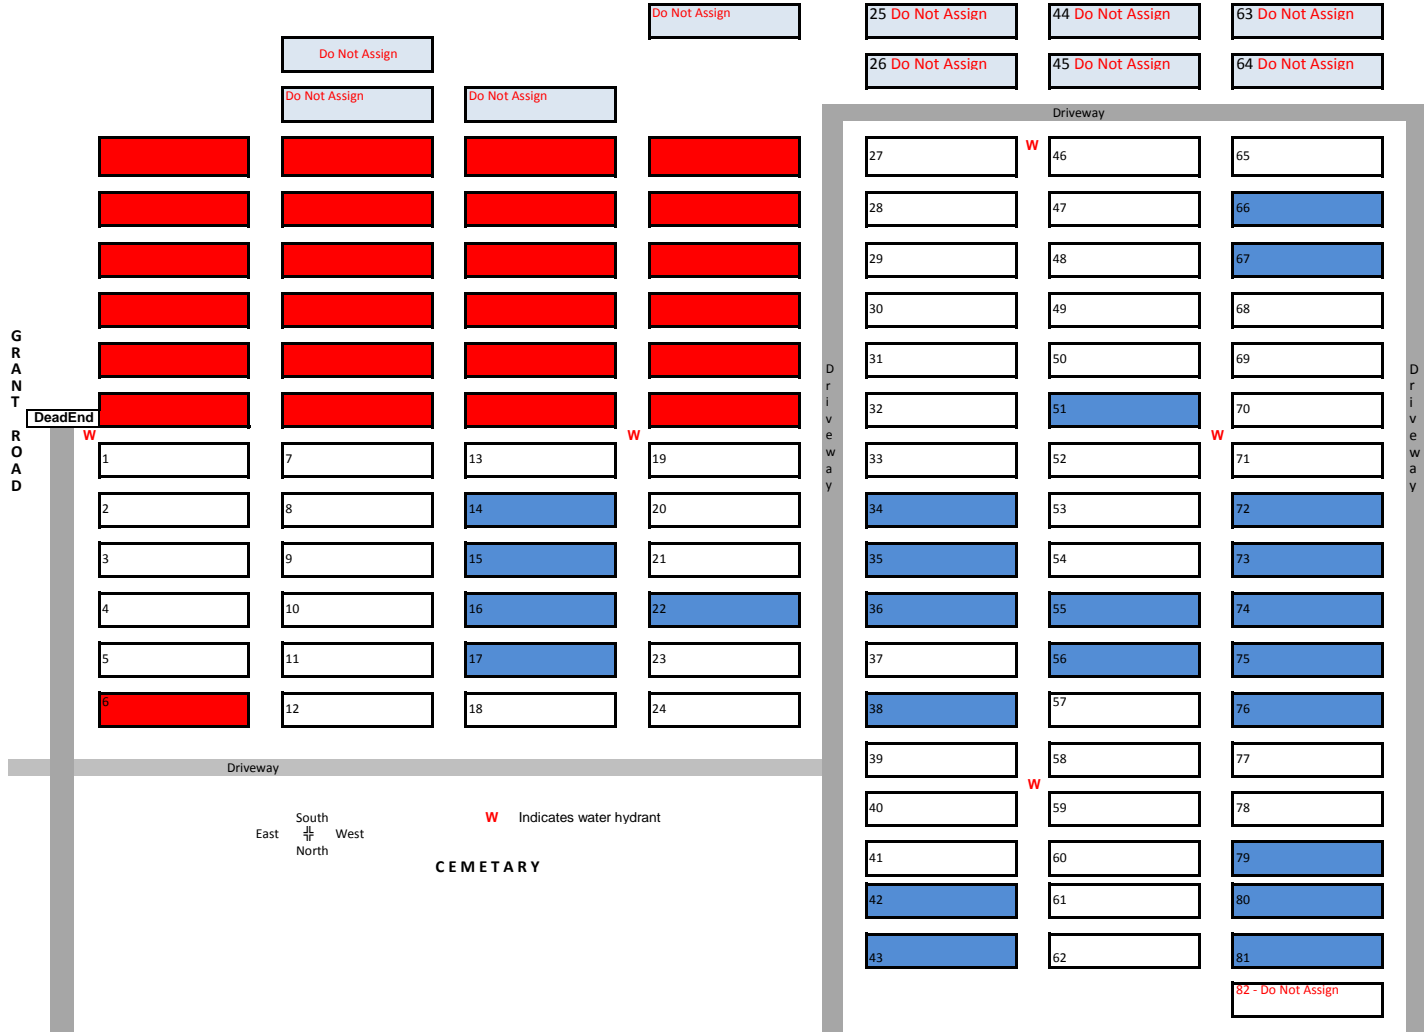 Do Not Assign
25 Do Not Assign
44 Do Not Assign
63 Do Not Assign
Do Not Assign
26 Do Not Assign
45 Do Not Assign
64 Do Not Assign
Do Not Assign
Do Not Assign
Driveway
27
W
46
65
28
47
66
29
48
67
30
49
68
GRANT ROAD
31
50
69
Driveway
Driveway
DeadEnd
32
51
70
W
W
W
1
7
13
19
33
52
71
2
8
14
20
34
53
72
3
9
15
21
35
54
73
4
10
16
22
36
55
74
5
11
17
23
37
56
75
6
12
18
24
38
57
76
39
58
77
Driveway
W
40
59
78
South
East
West
North
W Indicates water hydrant
CEMETARY
41
60
79
42
61
80
43
62
81
82 - Do Not Assign